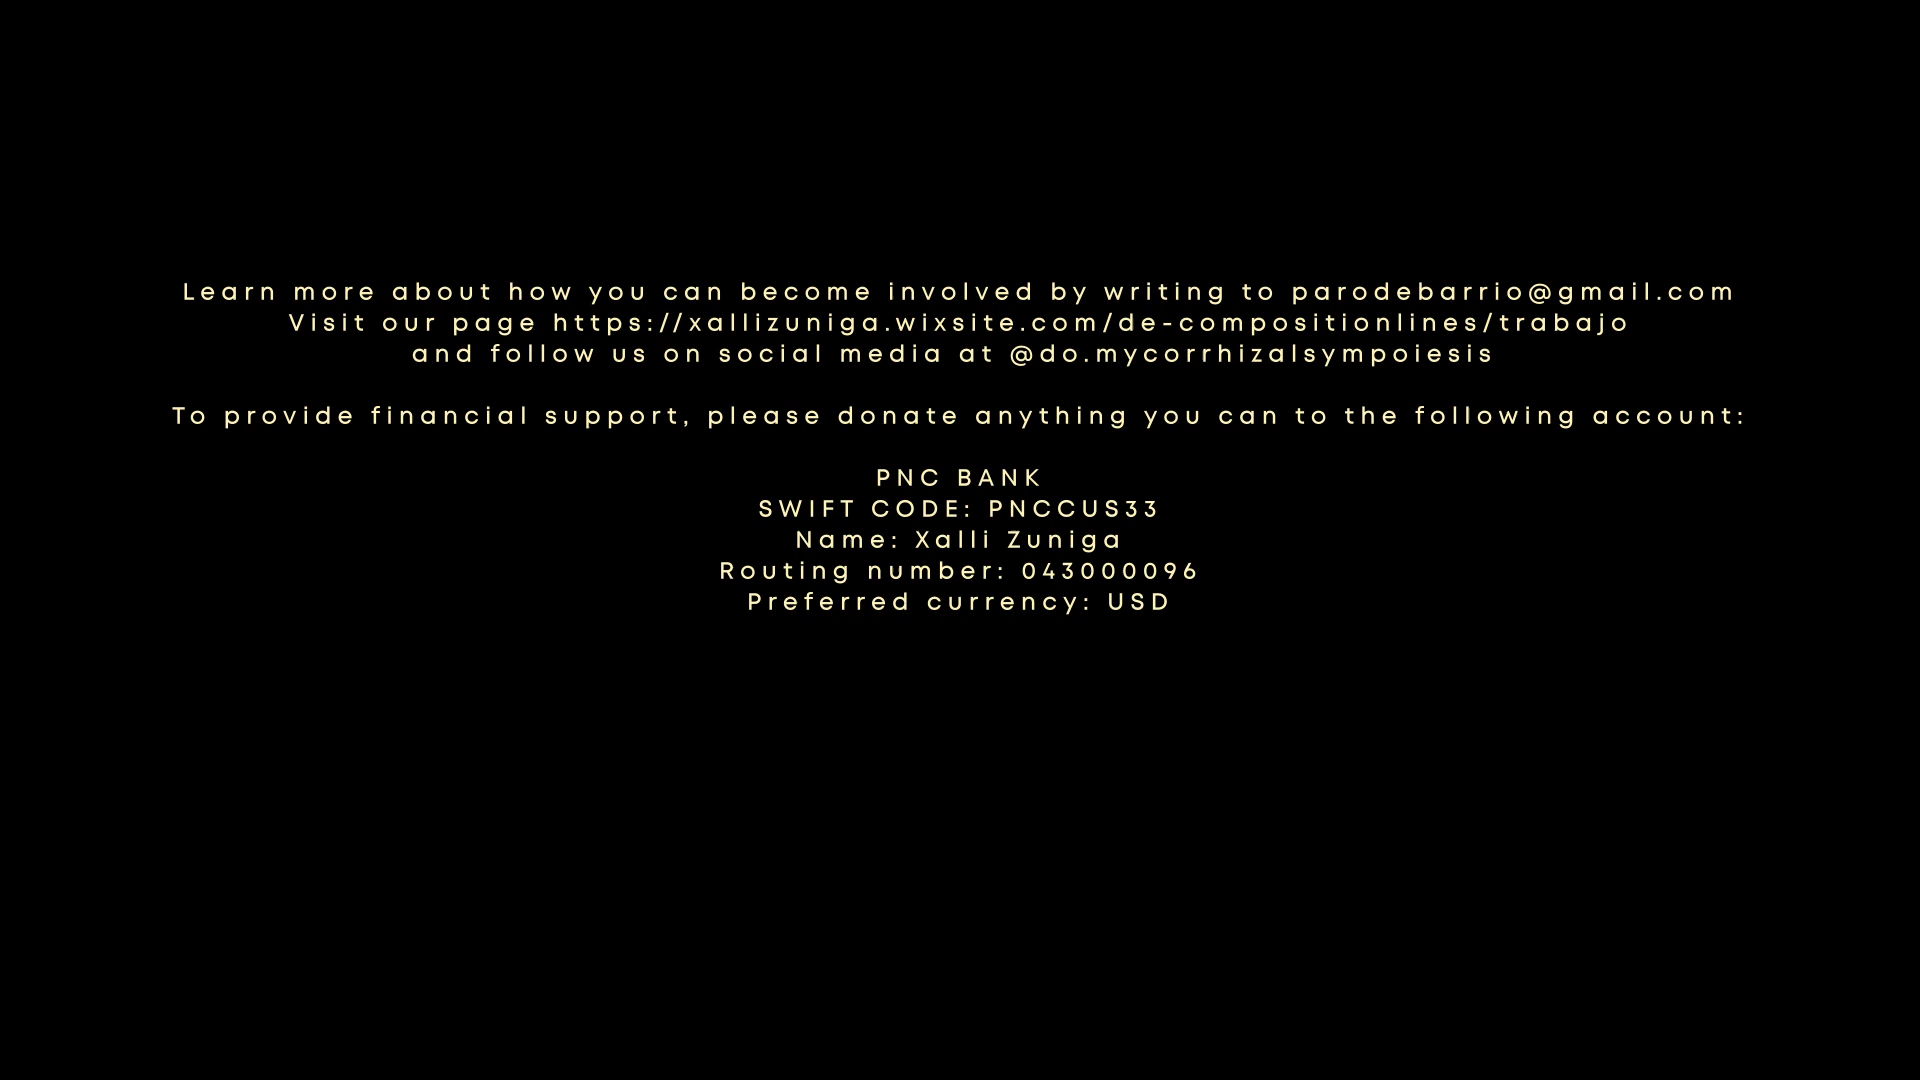 Learn more about how you can become involved by writing to parodebarrio@gmail.com
Visit our page https://xallizuniga.wixsite.com/de-compositionlines/trabajo
and follow us on social media at @do.mycorrhizalsympoiesis
To provide financial support, please donate anything you can to the following account:
PNC BANK
SWIFT CODE: PNCCUS33
Name: Xalli Zuniga
Routing number: 043000096
Preferred currency: USD